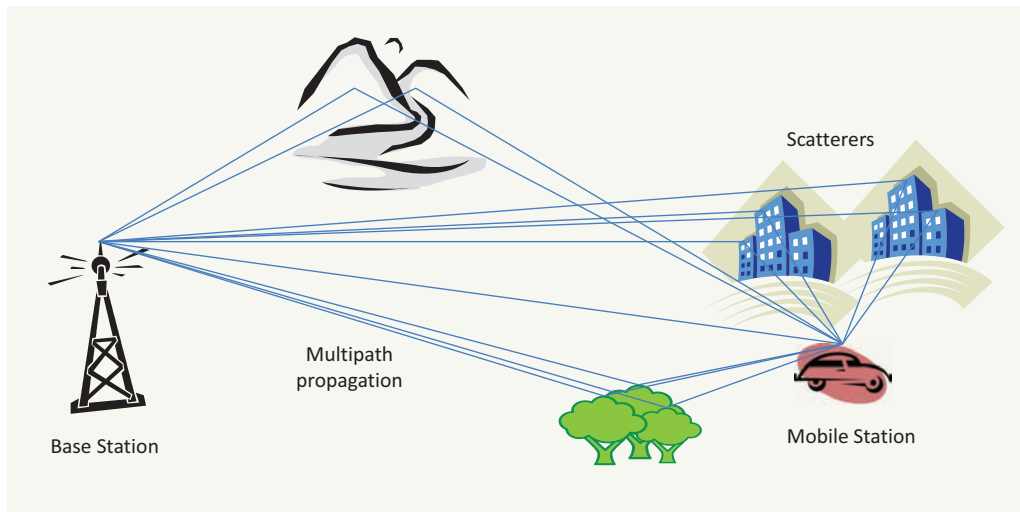 Scatterers
Multipath
propagation
Base Station
Mobile Station